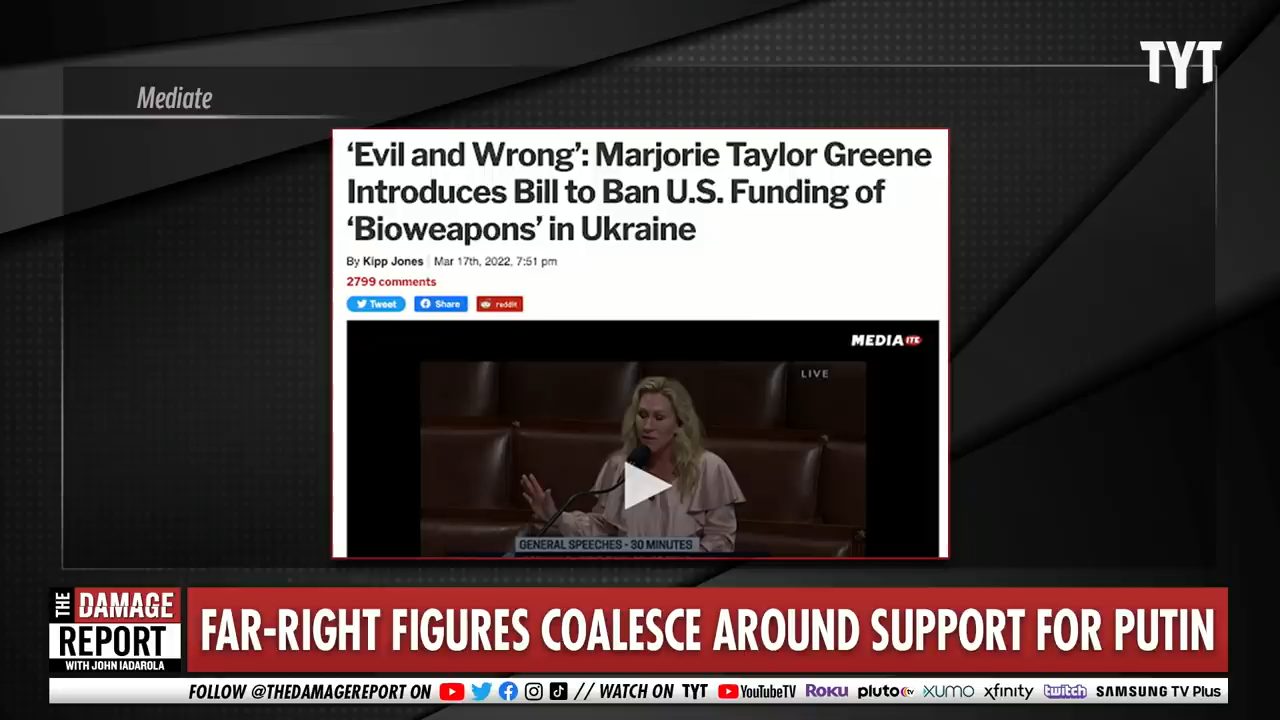 TYT
Mediate
‘Evil and Wrong’: Marjorie Taylor Greene
Introduces Bill to Ban U.S. Funding of
‘Bioweapons’ in Ukraine
By Kipp Jones | Mar 17th, 2022, 7:51 pm
2799 comments
Tweet Share reddit
MEDIAITE
LIVE
GENERAL SPEECHES - 30 MINUTES
THE DAMAGE REPORT
WITH JOHN IADAROLA
FAR-RIGHT FIGURES COALESCE AROUND SUPPORT FOR PUTIN
FOLLOW @THEDAMAGEREPORT ON // WATCH ON TYT YouTubeTV Roku pluto tv XUMO xfinity twitch SAMSUNG TV Plus